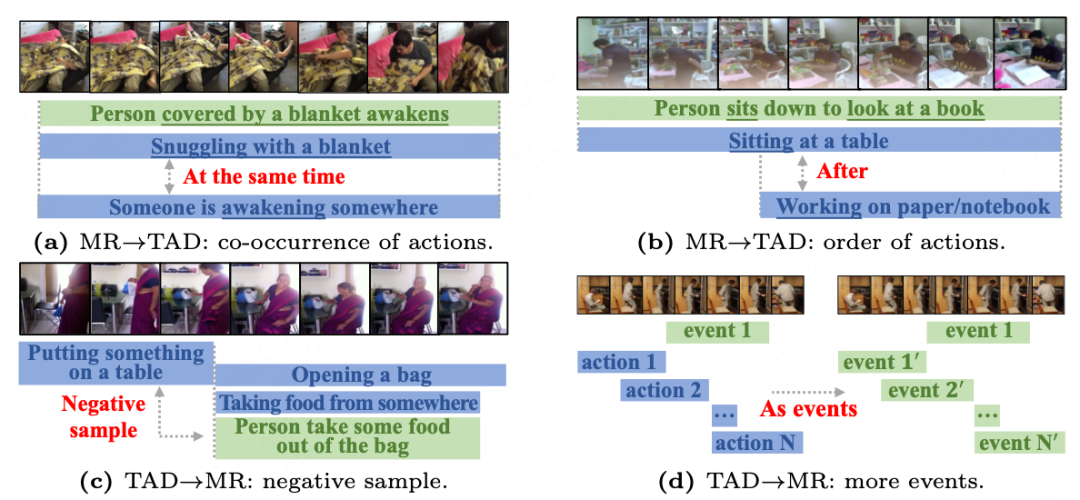 Person covered by a blanket awakens
Snuggling with a blanket
At the same time
Someone is awakening somewhere
(a) MR→TAD: co-occurrence of actions.
Person sits down to look at a book
Sitting at a table
After
Working on paper/notebook
(b) MR→TAD: order of actions.
Putting something
on a table
Opening a bag
Negative
sample
Taking food from somewhere
Person take some food
out of the bag
(c) TAD→MR: negative sample.
event 1
event 1
action 1
event 1′
action 2
event 2′
...
As events
...
action N
event N′
(d) TAD→MR: more events.